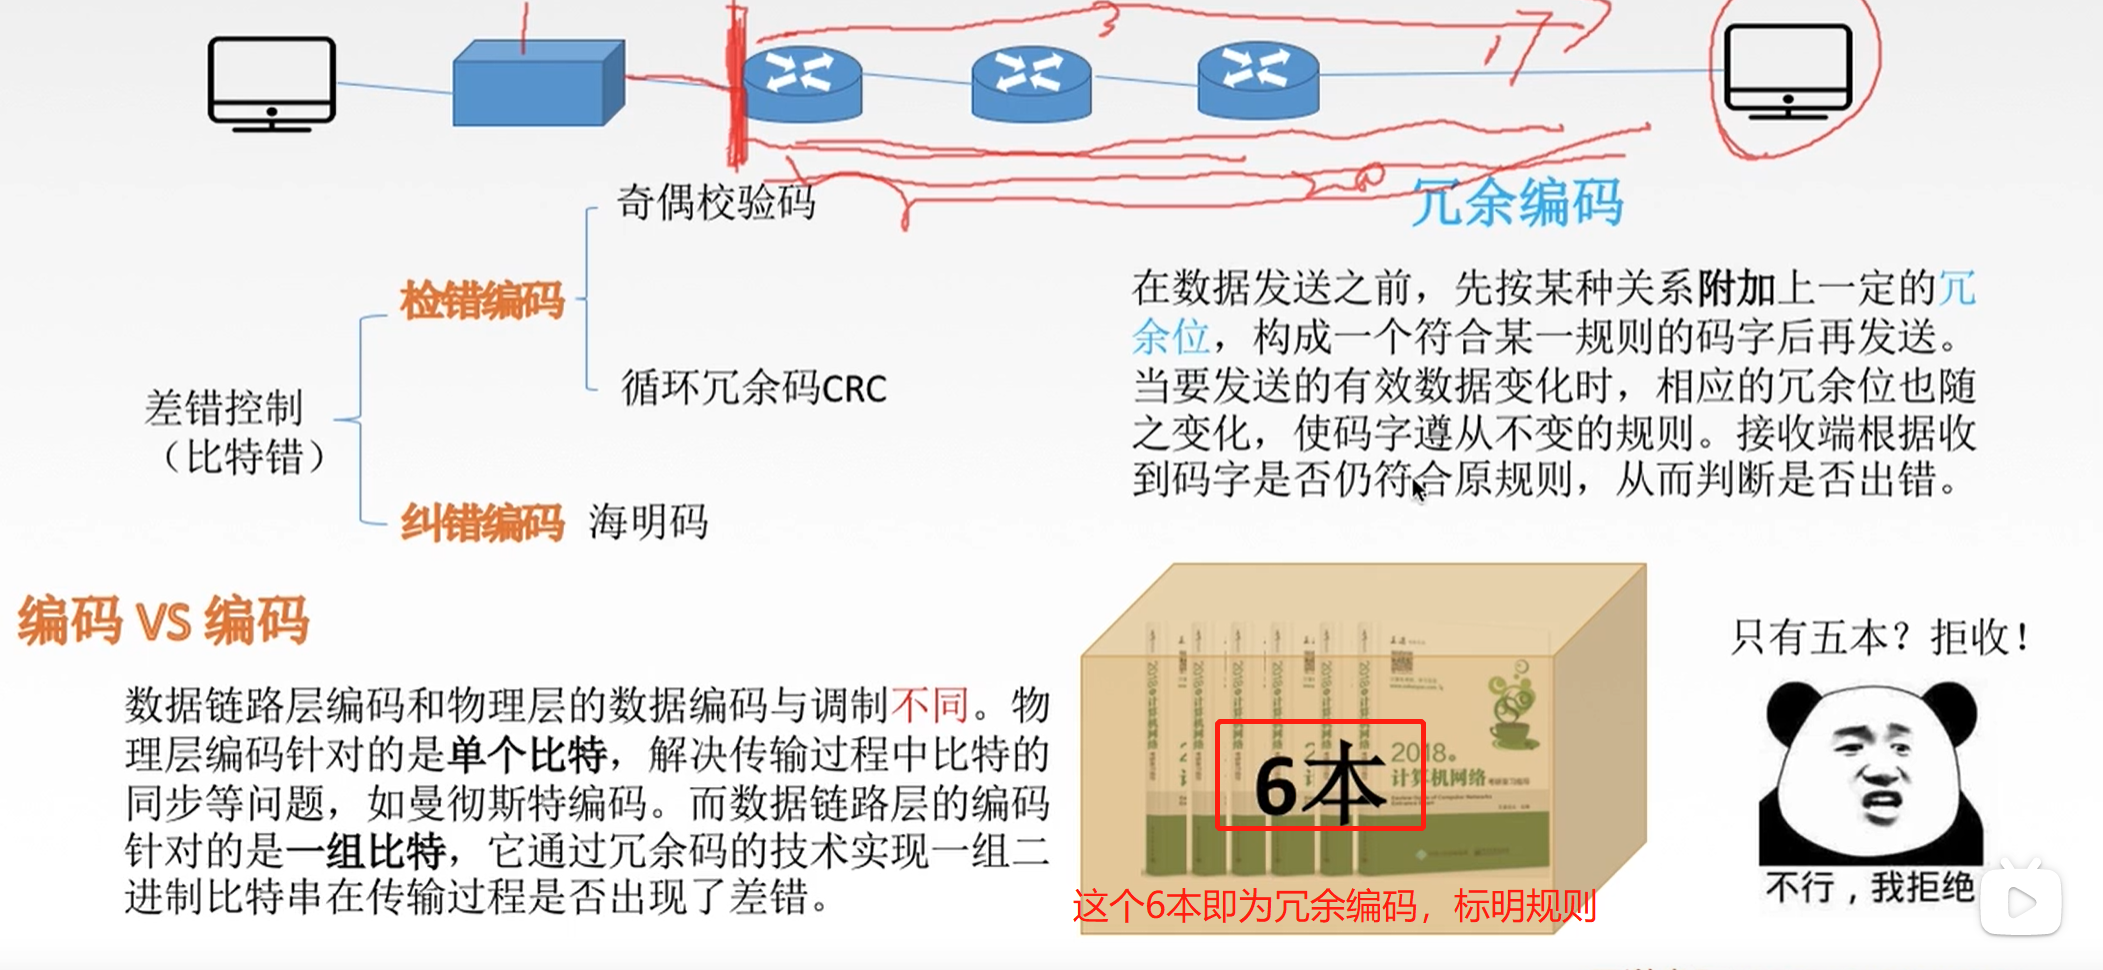 奇偶校验码
检错编码
循环冗余码CRC
差错控制
（比特错）
纠错编码 海明码
冗余编码
在数据发送之前，先按某种关系附加上一定的冗
余位，构成一个符合某一规则的码字后再发送。
当要发送的有效数据变化时，相应的冗余位也随
之变化，使码字遵从不变的规则。接收端根据收
到码字是否仍符合原规则，从而判断是否出错。
编码 VS 编码
数据链路层编码和物理层的数据编码与调制不同。物
理层编码针对的是单个比特，解决传输过程中比特的
同步等问题，如曼彻斯特编码。而数据链路层的编码
针对的是一组比特，它通过冗余码的技术实现一组二
进制比特串在传输过程是否出现了差错。
2018
计算机网络
6本
这个6本即为冗余编码，标明规则
只有五本？拒收！
不行，我拒绝